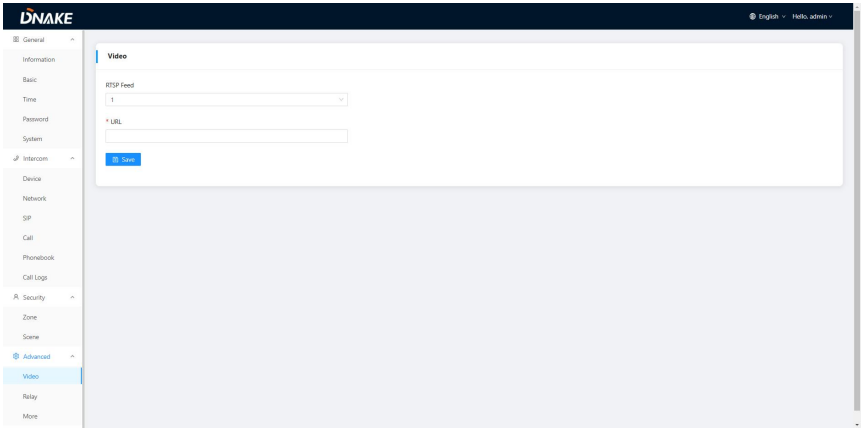 DNAKE
English
Hello, admin
General
Information
Basic
Time
Password
System
Intercom
Device
Network
SIP
Call
Phonebook
Call Logs
Security
Zone
Scene
Advanced
Video
Relay
More
Video
RTSP Feed
1
* URL
Save